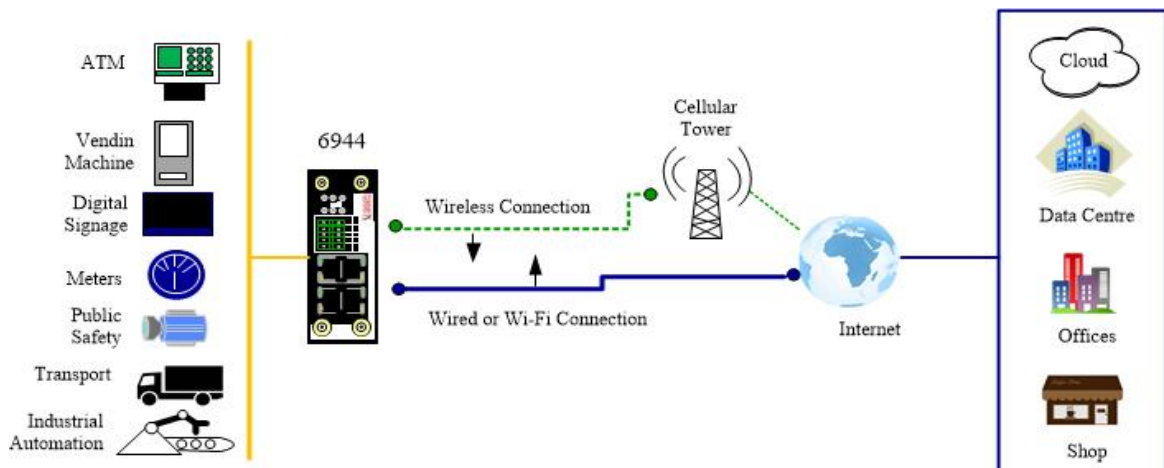 ATM
Vendin
Machine
Digital
Signage
Meters
Public
Safety
Transport
Industrial
Automation
6944
Wireless Connection
Wired or Wi-Fi Connection
Cellular
Tower
Internet
Cloud
Data Centre
Offices
Shop